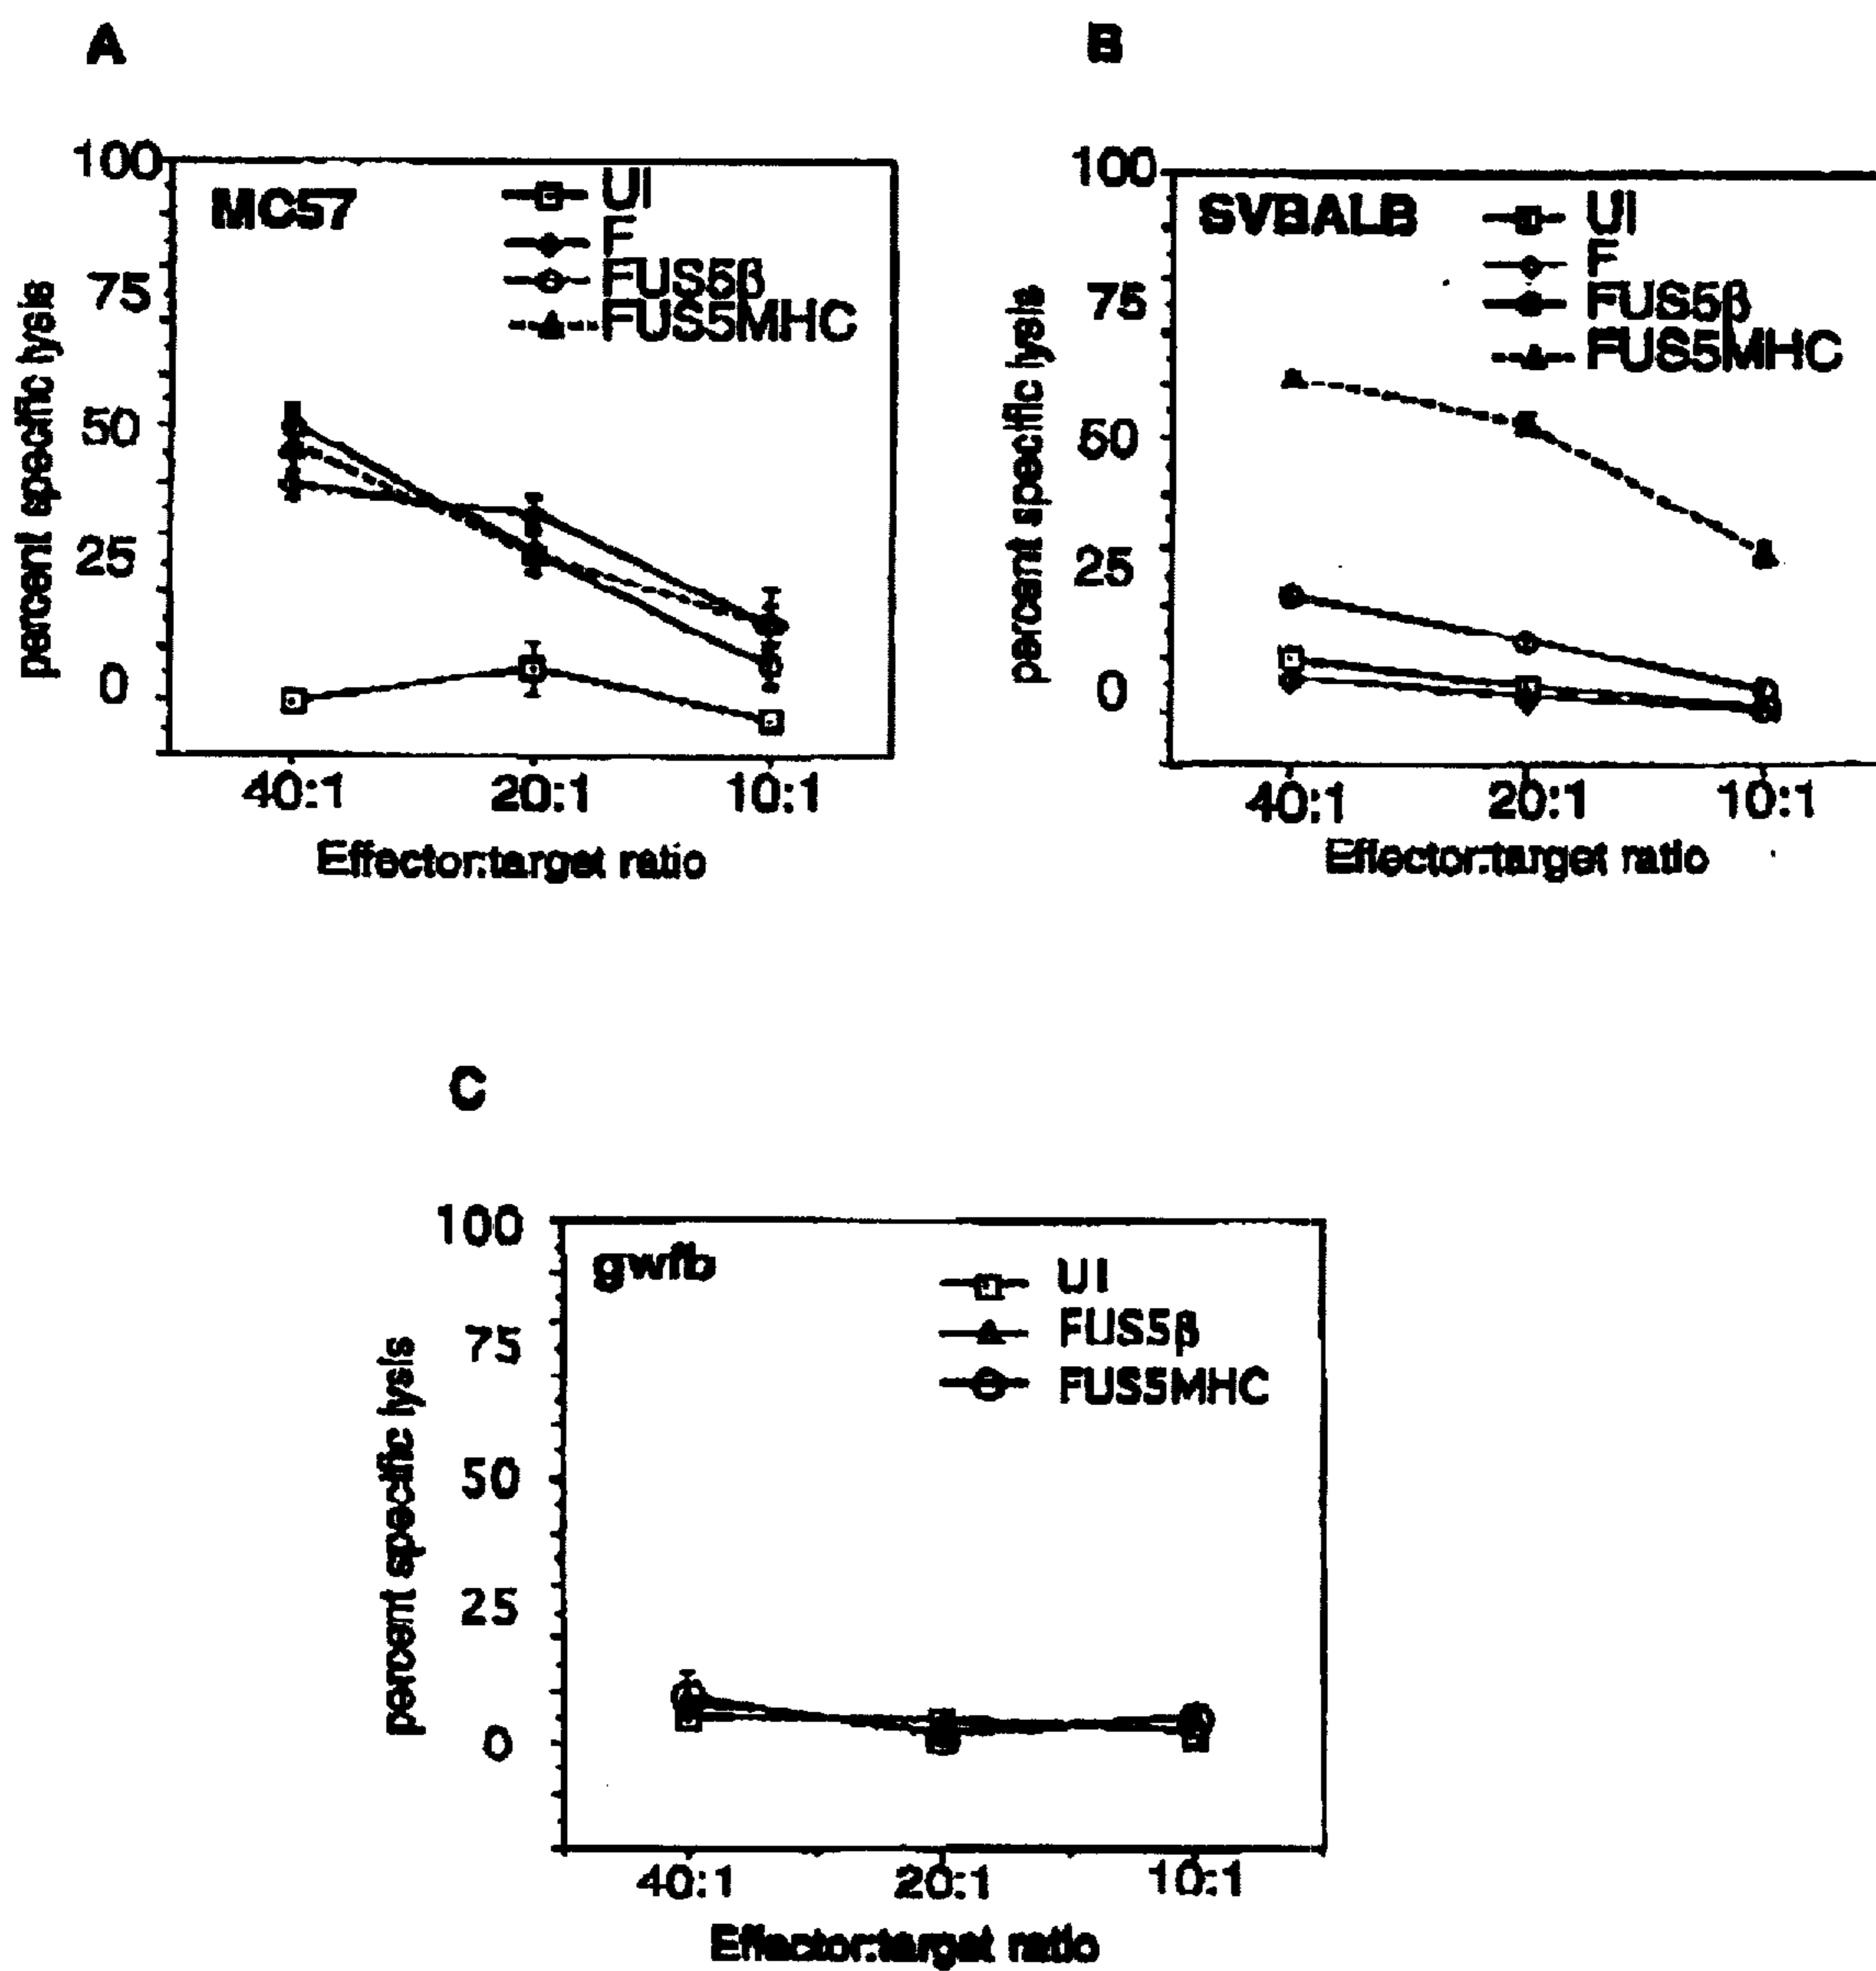 A
100
75
50
25
0
percent specific lysis
MC57
UI
F
FUS5β
FUS5MHC
40:1
20:1
10:1
Effector:target ratio
B
100
75
50
25
0
percent specific lysis
SVBALB
UI
F
FUS5β
FUS5MHC
40:1
20:1
10:1
Effector:target ratio
C
100
75
50
25
0
percent specific lysis
gwfb
UI
FUS5β
FUS5MHC
40:1
20:1
10:1
Effector:target ratio